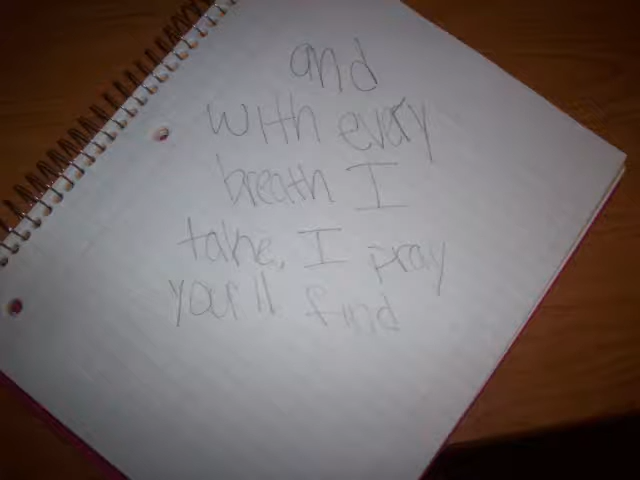 and
with every
breath I
take, I pray
you'll find